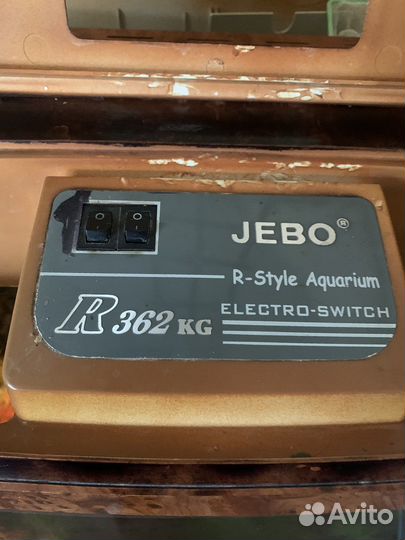 JEBO®
R-Style Aquarium
ELECTRO-SWITCH
R 362 KG
Avito